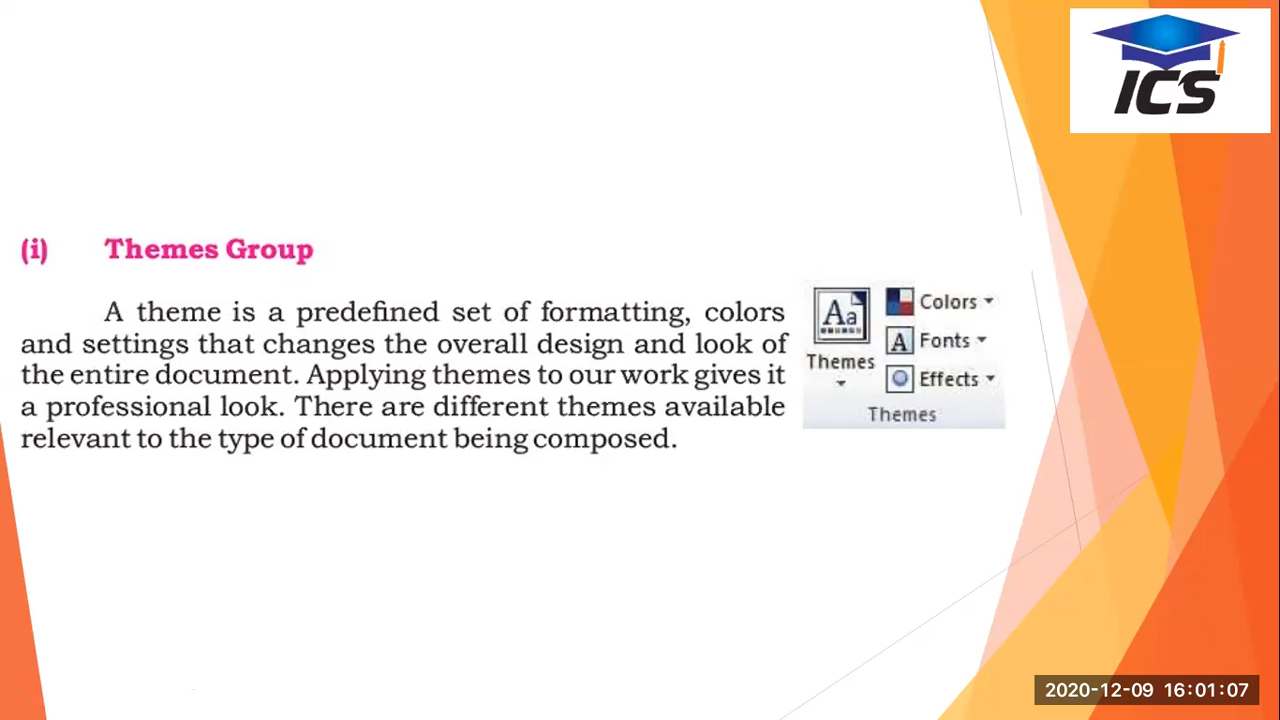 ICS
(i) Themes Group
A theme is a predefined set of formatting, colors
and settings that changes the overall design and look of
the entire document. Applying themes to our work gives it
a professional look. There are different themes available
relevant to the type of document being composed.
Aa
Themes
Colors
A Fonts
Effects
Themes
2020-12-09 16:01:07